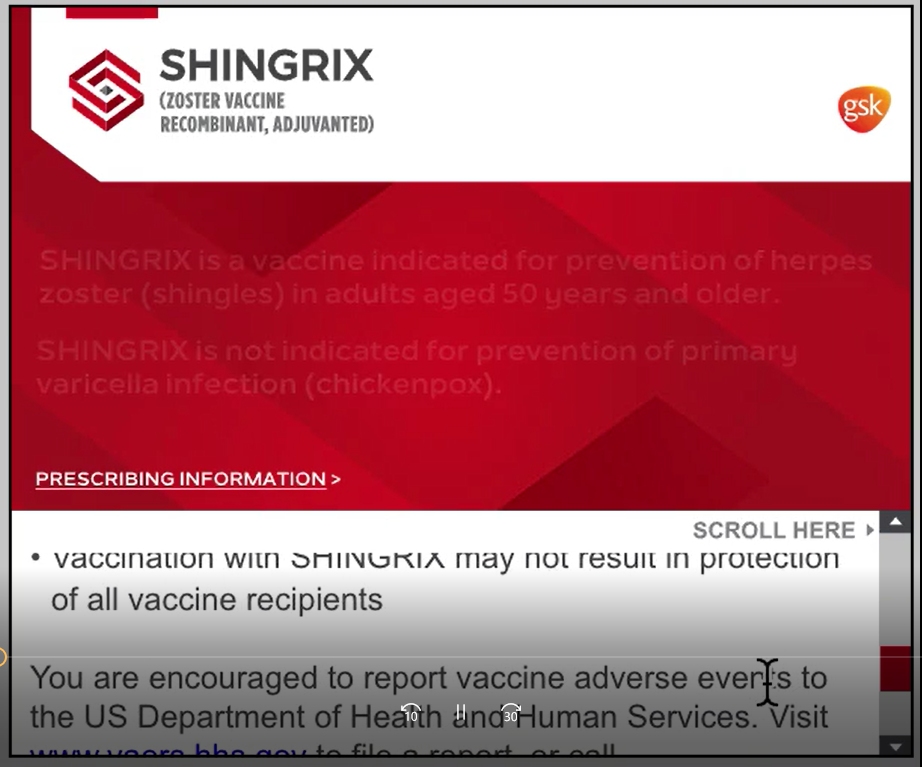 SHINGRIX
(ZOSTER VACCINE
RECOMBINANT, ADJUVANTED)
gsk
SHINGRIX is a vaccine indicated for prevention of herpes
zoster (shingles) in adults aged 50 years and older.
SHINGRIX is not indicated for prevention of primary
varicella infection (chickenpox).
PRESCRIBING INFORMATION >
SCROLL HERE
• Vaccination with SHINGRIX may not result in protection
of all vaccine recipients
You are encouraged to report vaccine adverse events to
the US Department of Health and Human Services. Visit
www.vaers.hhs.gov to file a report, or call
10
30